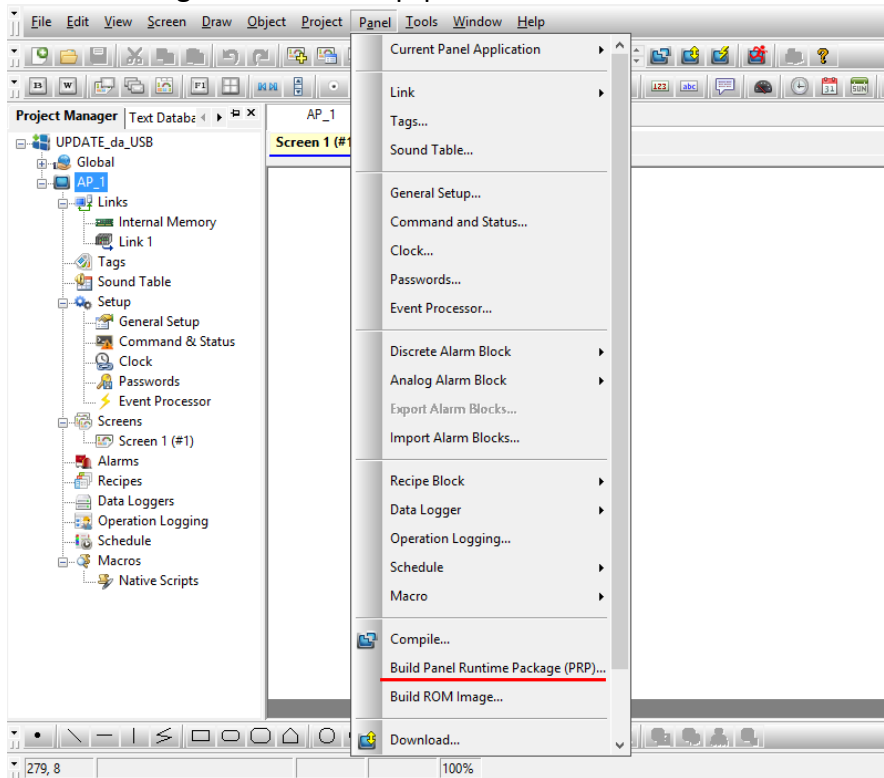 File Edit View Screen Draw Object Project Panel Tools Window Help
B W F1 123 abc 31 SUN
Project Manager Text Databa
AP_1
UPDATE_da_USB
Global
AP_1
Links
Internal Memory
Link 1
Tags
Sound Table
Setup
General Setup
Command & Status
Clock
Passwords
Event Processor
Screens
Screen 1 (#1)
Alarms
Recipes
Data Loggers
Operation Logging
Schedule
Macros
Native Scripts
Screen 1 (#1
Current Panel Application
Link
Tags...
Sound Table...
General Setup...
Command and Status...
Clock...
Passwords...
Event Processor...
Discrete Alarm Block
Analog Alarm Block
Export Alarm Blocks...
Import Alarm Blocks...
Recipe Block
Data Logger
Operation Logging...
Schedule
Macro
Compile...
Build Panel Runtime Package (PRP)...
Build ROM Image...
Download...
279, 8
100%